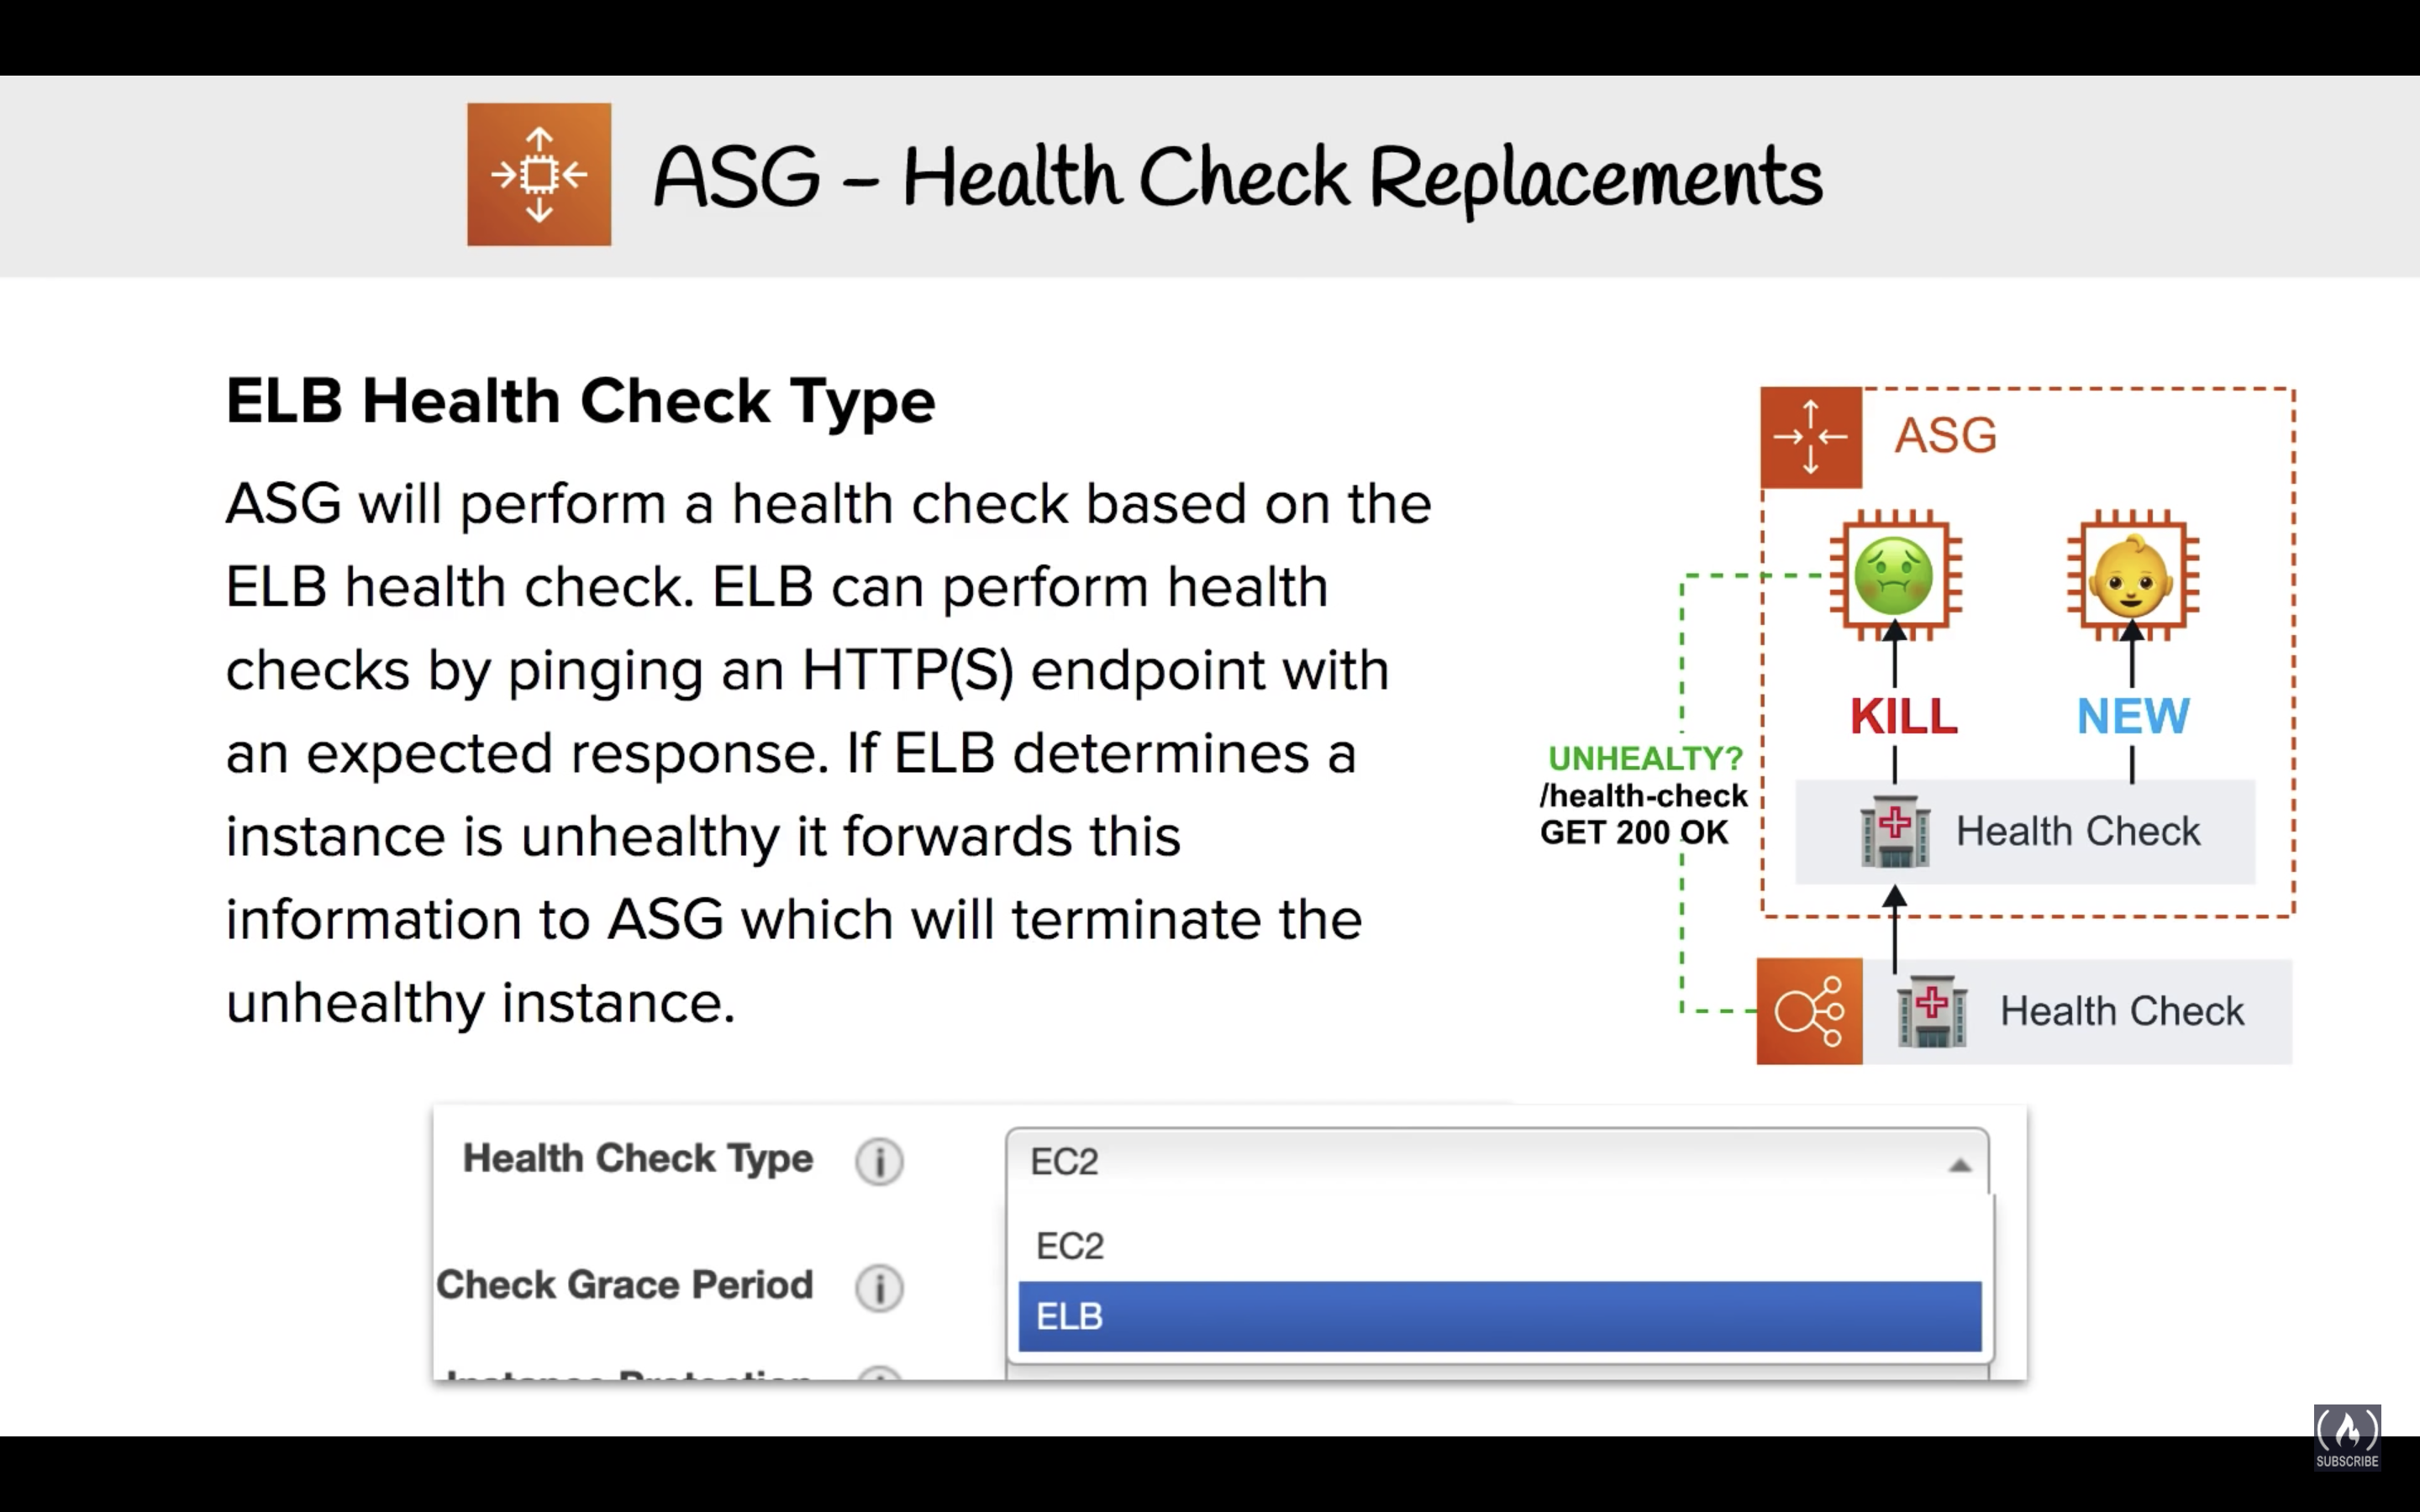 ASG – Health Check Replacements
ELB Health Check Type
ASG will perform a health check based on the
ELB health check. ELB can perform health
checks by pinging an HTTP(S) endpoint with
an expected response. If ELB determines a
instance is unhealthy it forwards this
information to ASG which will terminate the
unhealthy instance.
ASG
KILL
NEW
UNHEALTY?
/health-check
GET 200 OK
Health Check
Health Check
Health Check Type
EC2
EC2
Check Grace Period
ELB
Instance Protection
SUBSCRIBE